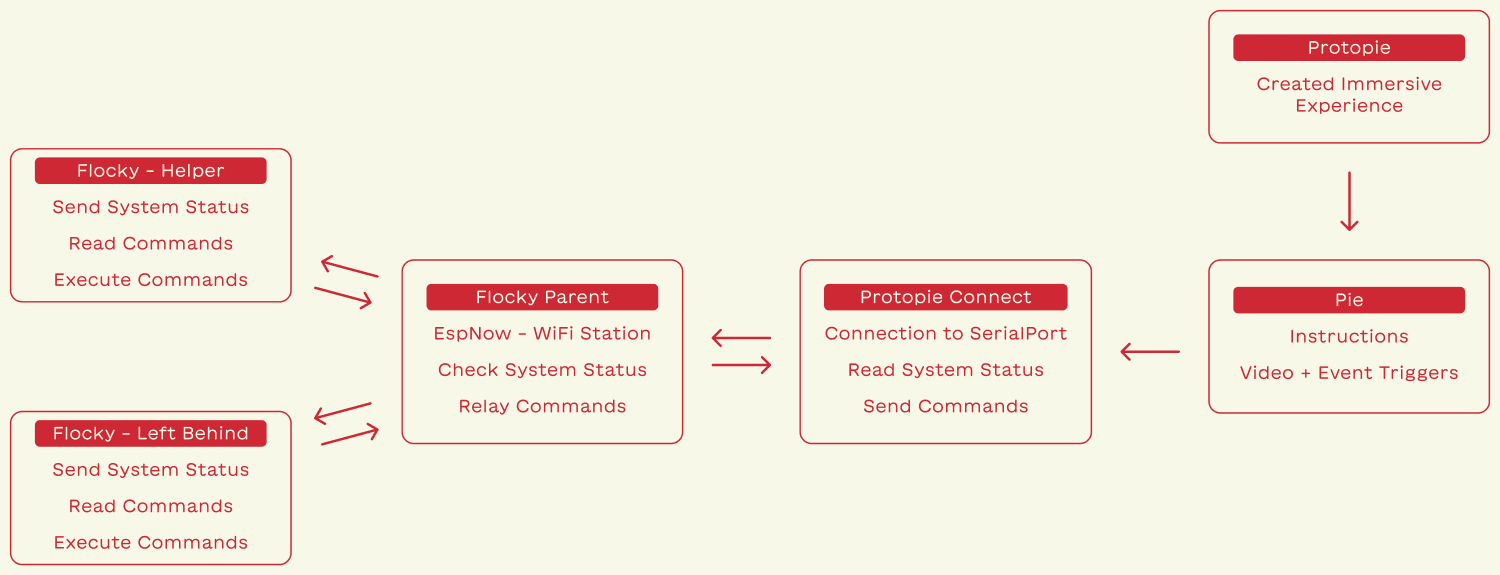 Protopie
Created Immersive
Experience
Flocky - Helper
Send System Status
Read Commands
Execute Commands
Flocky Parent
EspNow - WiFi Station
Check System Status
Relay Commands
Protopie Connect
Connection to SerialPort
Read System Status
Send Commands
Pie
Instructions
Video + Event Triggers
Flocky - Left Behind
Send System Status
Read Commands
Execute Commands